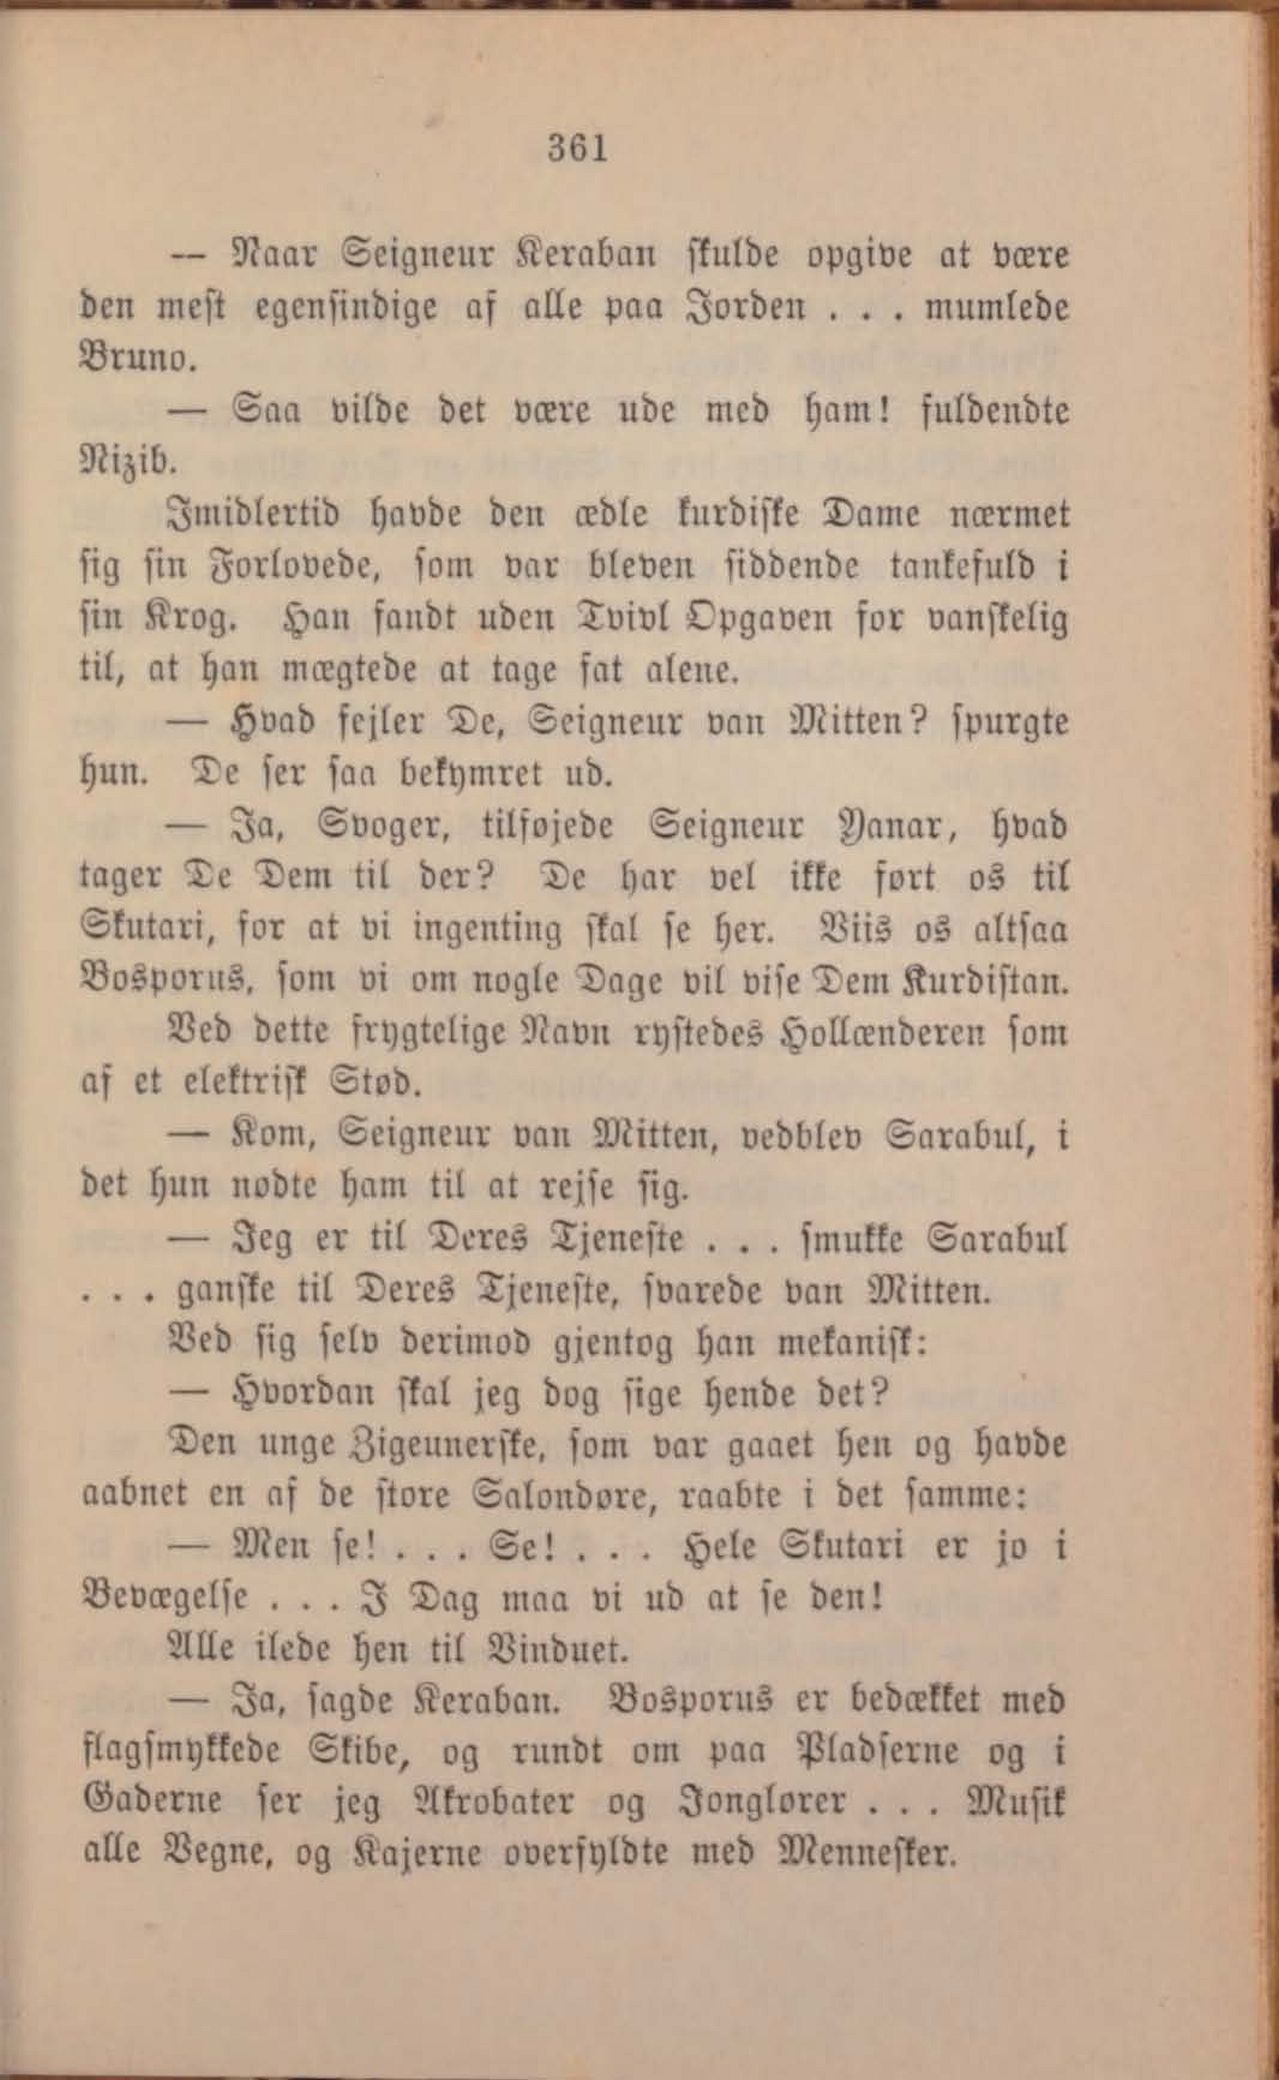 361
— Naar Seigneur Keraban skulde opgive at være
den mest egensindige af alle paa Jorden . . . mumlede
Bruno.
— Saa vilde det være ude med ham! fuldendte
Nizib.
Imidlertid havde den ædle kurdiske Dame nærmet
sig sin Forlovede, som var bleven siddende tankefuld i
sin Krog. Han fandt uden Tvivl Opgaven for vanskelig
til, at han mægtede at tage fat alene.
— Hvad fejler De, Seigneur van Mitten? spurgte
hun. De ser saa bekymret ud.
— Ja, Svoger, tilføjede Seigneur Yanar, hvad
tager De Dem til der? De har vel ikke ført os til
Skutari, for at vi ingenting skal se her. Viis os altsaa
Bosporus, som vi om nogle Dage vil vise Dem Kurdistan.
Ved dette frygtelige Navn rystedes Hollænderen som
af et elektrisk Stød.
— Kom, Seigneur van Mitten, vedblev Sarabul, i
det hun nødte ham til at rejse sig.
— Jeg er til Deres Tjeneste . . . smukke Sarabul
. . . ganske til Deres Tjeneste, svarede van Mitten.
Ved sig selv derimod gjentog han mekanisk:
— Hvordan skal jeg dog sige hende det?
Den unge Zigeunerske, som var gaaet hen og havde
aabnet en af de store Salondøre, raabte i det samme:
— Men se! . . . Se! . . . Hele Skutari er jo i
Bevægelse . . . I Dag maa vi ud at se den!
Alle ilede hen til Vinduet.
— Ja, sagde Keraban. Bosporus er bedækket med
flagsmykkede Skibe, og rundt om paa Pladserne og i
Gaderne ser jeg Akrobater og Jonglører . . . Musik
alle Vegne, og Kajerne overfyldte med Mennesker.